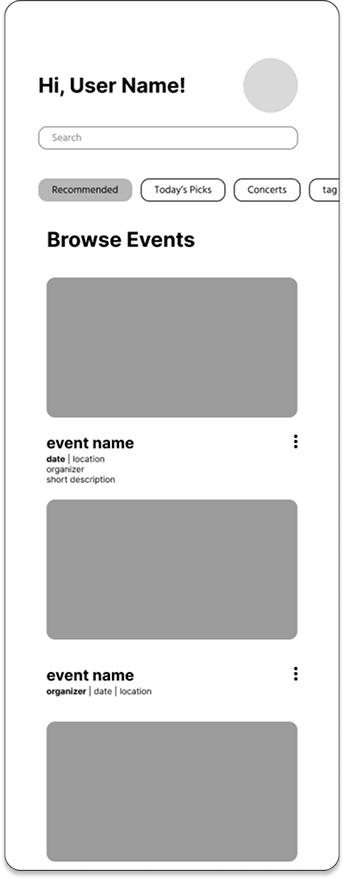 Hi, User Name!
Search
Recommended Today's Picks Concerts tag
Browse Events
event name
date | location
organizer
short description
event name
organizer | date | location